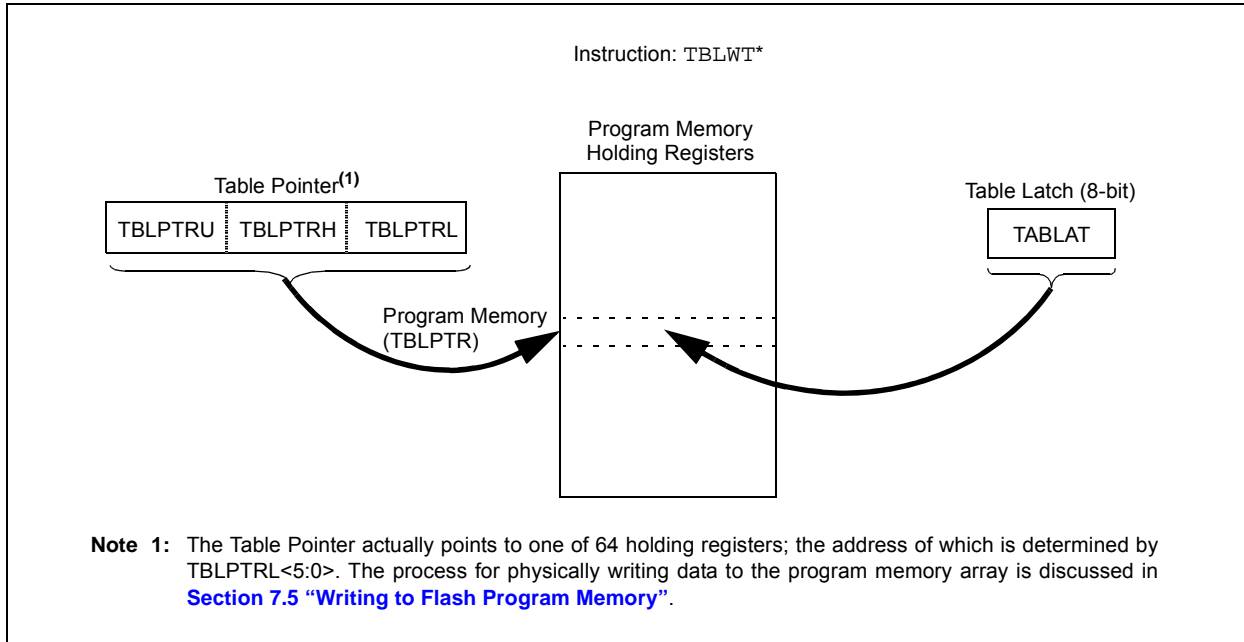 Instruction: TBLWT*
Program Memory
Holding Registers
Table Pointer(1)
Table Latch (8-bit)
TBLPTRU TBLPTRH TBLPTRL
TABLAT
Program Memory
(TBLPTR)
Note 1: The Table Pointer actually points to one of 64 holding registers; the address of which is determined by
TBLPTRL<5:0>. The process for physically writing data to the program memory array is discussed in
Section 7.5 “Writing to Flash Program Memory”.